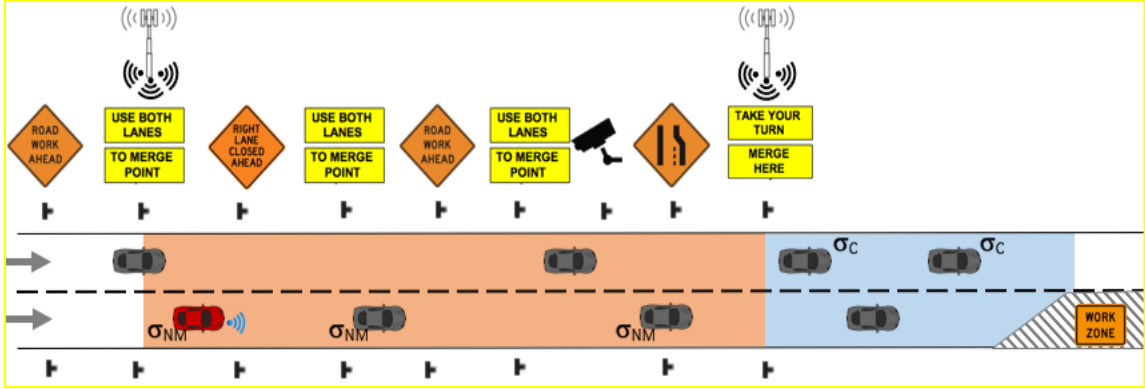 ROAD
WORK
AHEAD
USE BOTH
LANES
TO MERGE
POINT
RIGHT
LANE
CLOSED
AHEAD
USE BOTH
LANES
TO MERGE
POINT
ROAD
WORK
AHEAD
USE BOTH
LANES
TO MERGE
POINT
TAKE YOUR
TURN
MERGE
HERE
σC
σC
σNM
σNM
σNM
WORK
ZONE